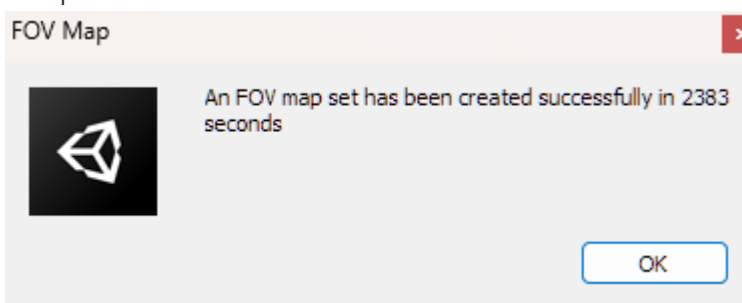 FOV Map
An FOV map set has been created successfully in 2383
seconds
OK